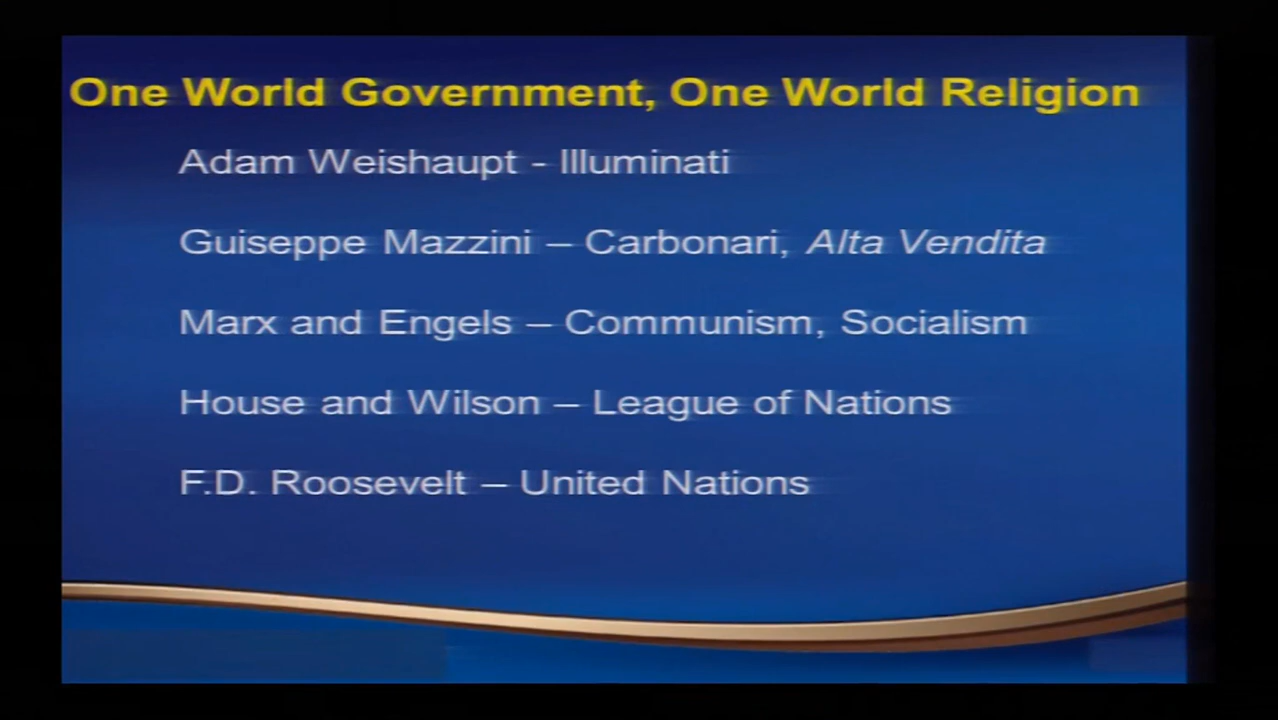 One World Government, One World Religion
Adam Weishaupt - Illuminati
Guiseppe Mazzini – Carbonari, Alta Vendita
Marx and Engels – Communism, Socialism
House and Wilson – League of Nations
F.D. Roosevelt – United Nations